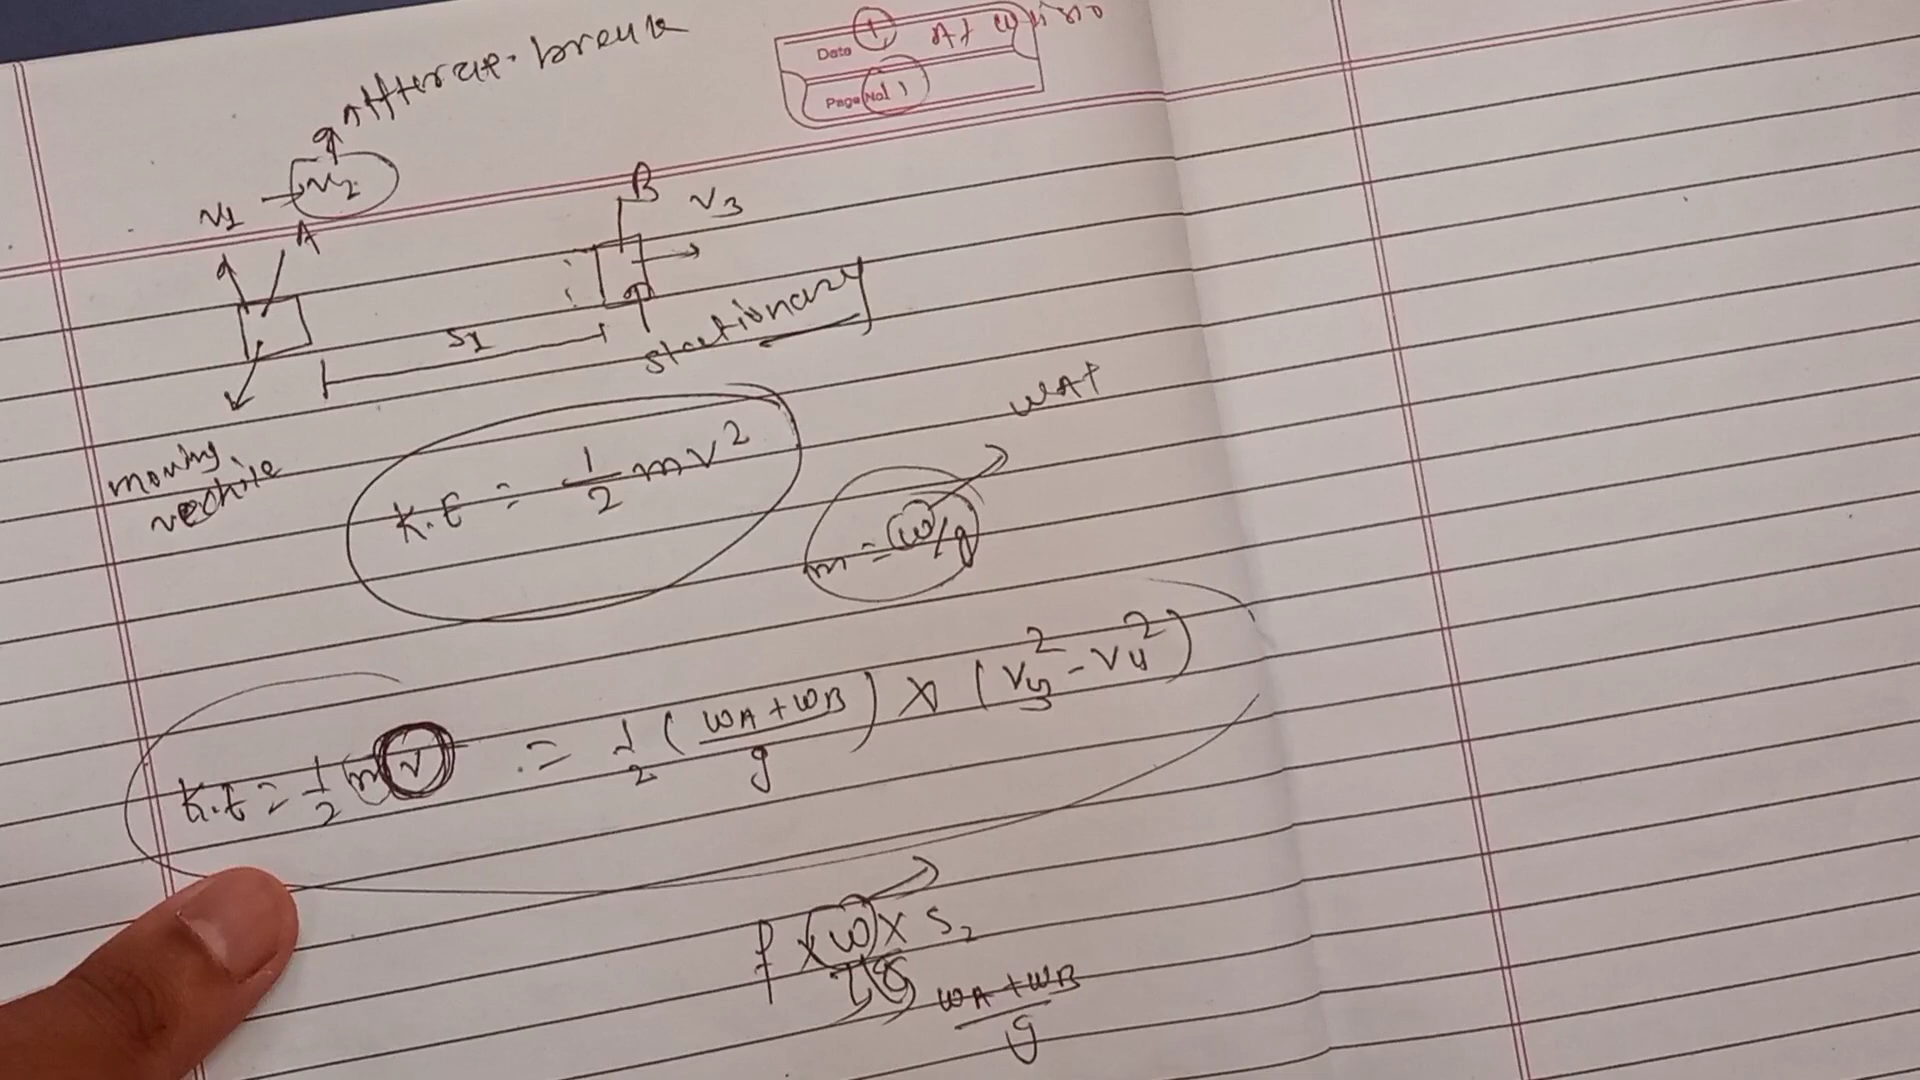 Date 1
Page No. 1
V1 → V2
A
B
V3
S1
stationary
moving
vechile
K.E = 1/2 mv²
m = w/g
K.E = 1/2 mv = 1/2 (WA + WB / g) × (V3² - V4²)
f × W × S2
WA + WB / g